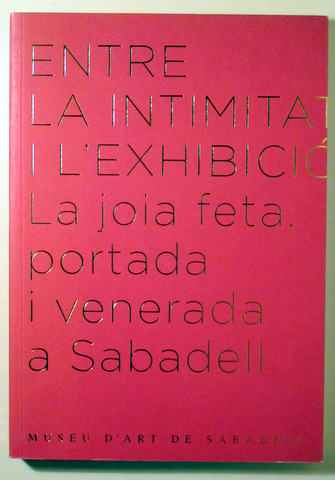 ENTRE
LA INTIMITAT
I L'EXHIBICIÓ
La joia feta,
portada
i venerada
a Sabadell
MUSEU D'ART DE SABADELL